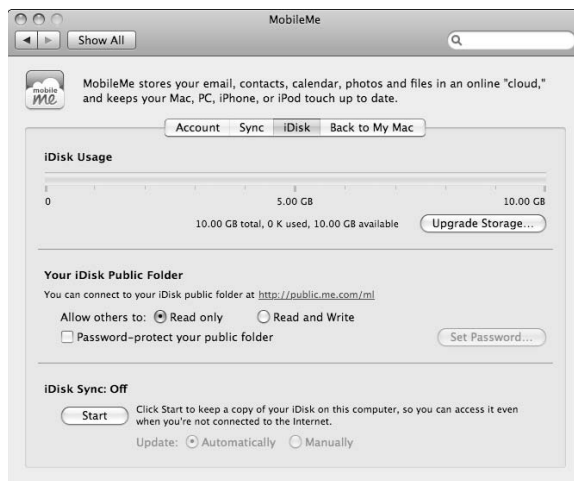 MobileMe
Show All
mobile
me
MobileMe stores your email, contacts, calendar, photos and files in an online "cloud,"
and keeps your Mac, PC, iPhone, or iPod touch up to date.
Account Sync iDisk Back to My Mac
iDisk Usage
0 5.00 GB 10.00 GB
10.00 GB total, 0 K used, 10.00 GB available Upgrade Storage...
Your iDisk Public Folder
You can connect to your iDisk public folder at http://public.me.com/ml
Allow others to: Read only Read and Write
Password-protect your public folder Set Password...
iDisk Sync: Off
Start Click Start to keep a copy of your iDisk on this computer, so you can access it even
when you're not connected to the Internet.
Update: Automatically Manually